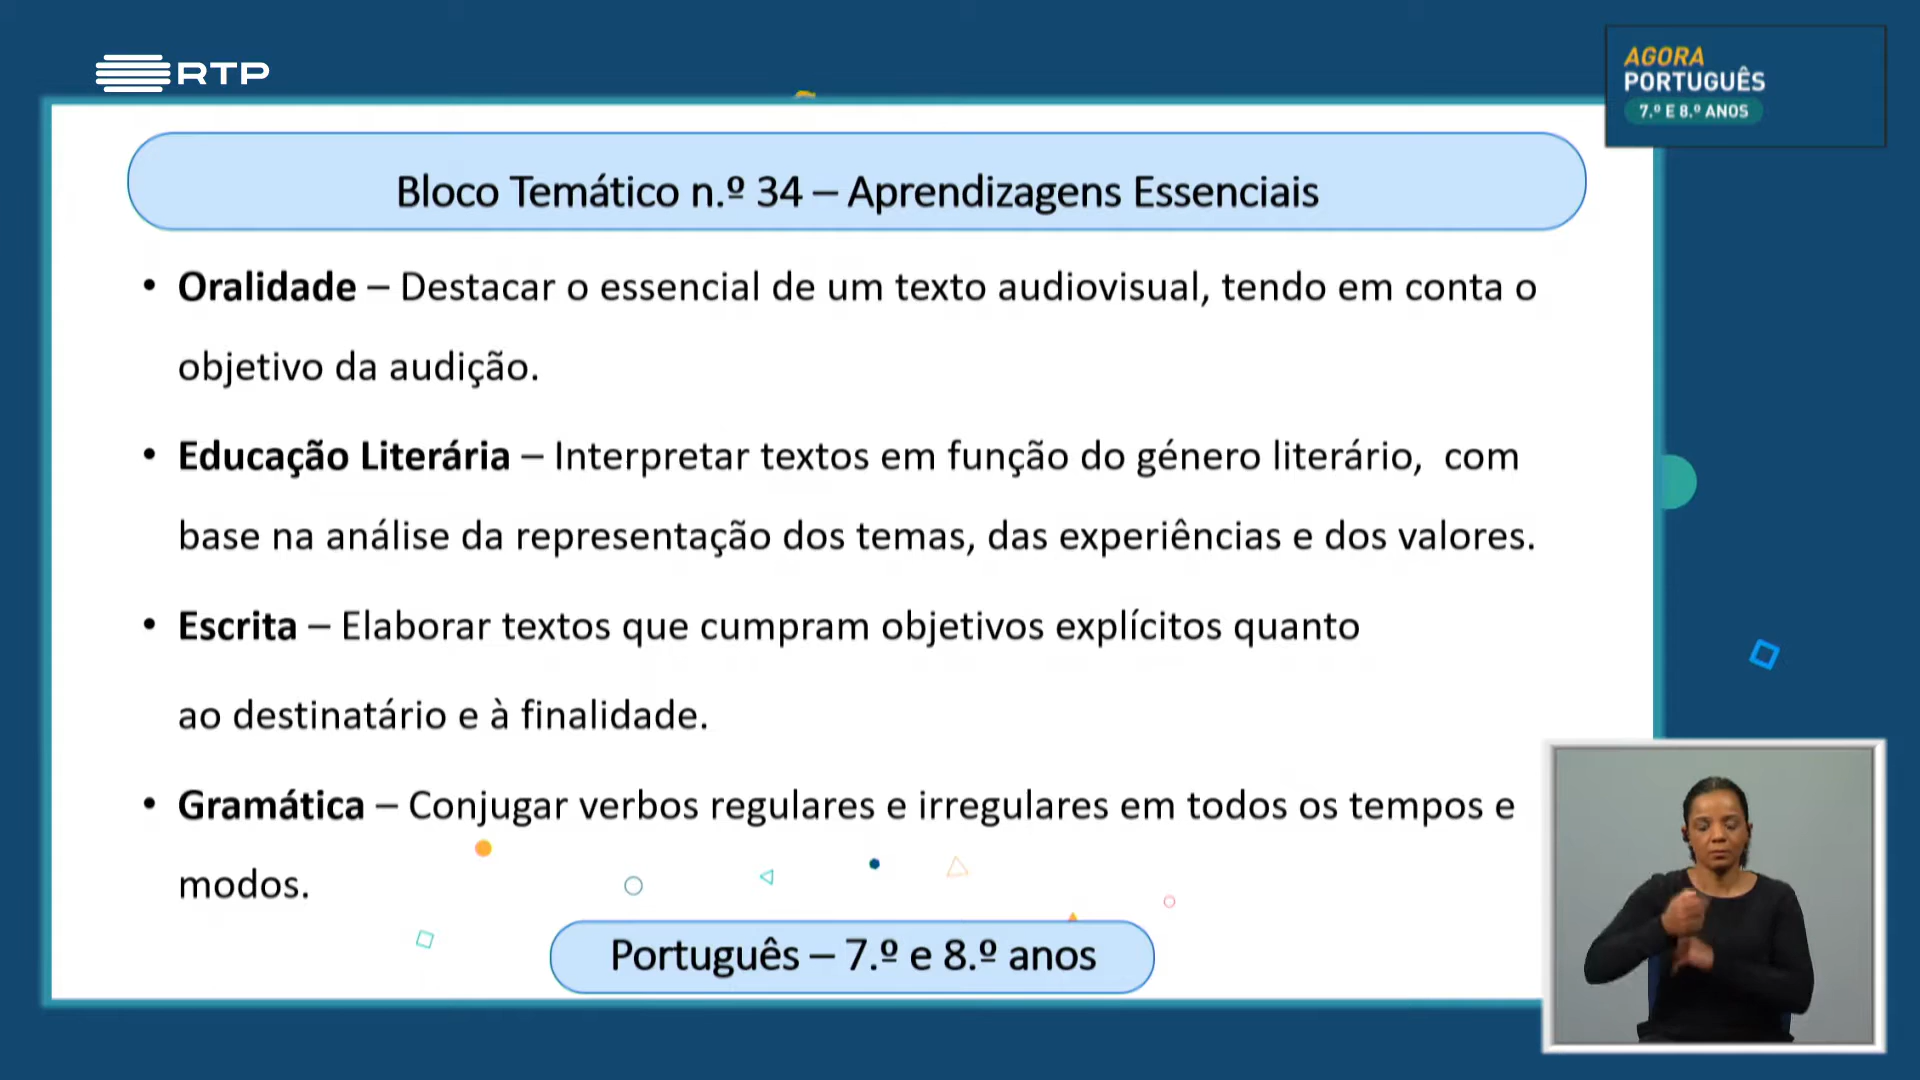 RTP
AGORA
PORTUGUÊS
7.º E 8.º ANOS
Bloco Temático n.º 34 – Aprendizagens Essenciais
• Oralidade – Destacar o essencial de um texto audiovisual, tendo em conta o
objetivo da audição.
• Educação Literária – Interpretar textos em função do género literário, com
base na análise da representação dos temas, das experiências e dos valores.
• Escrita – Elaborar textos que cumpram objetivos explícitos quanto
ao destinatário e à finalidade.
• Gramática – Conjugar verbos regulares e irregulares em todos os tempos e
modos.
Português – 7.º e 8.º anos